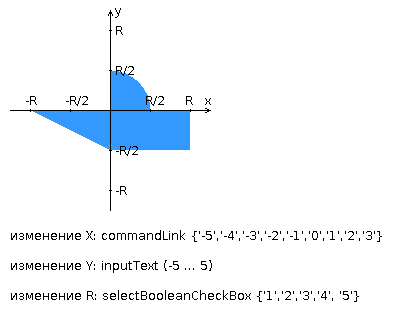 y
R
R/2
-R -R/2 R/2 R x
-R/2
-R
изменение X: commandLink {'-5','-4','-3','-2','-1','0','1','2','3'}
изменение Y: inputText (-5 ... 5)
изменение R: selectBooleanCheckBox {'1','2','3','4', '5'}